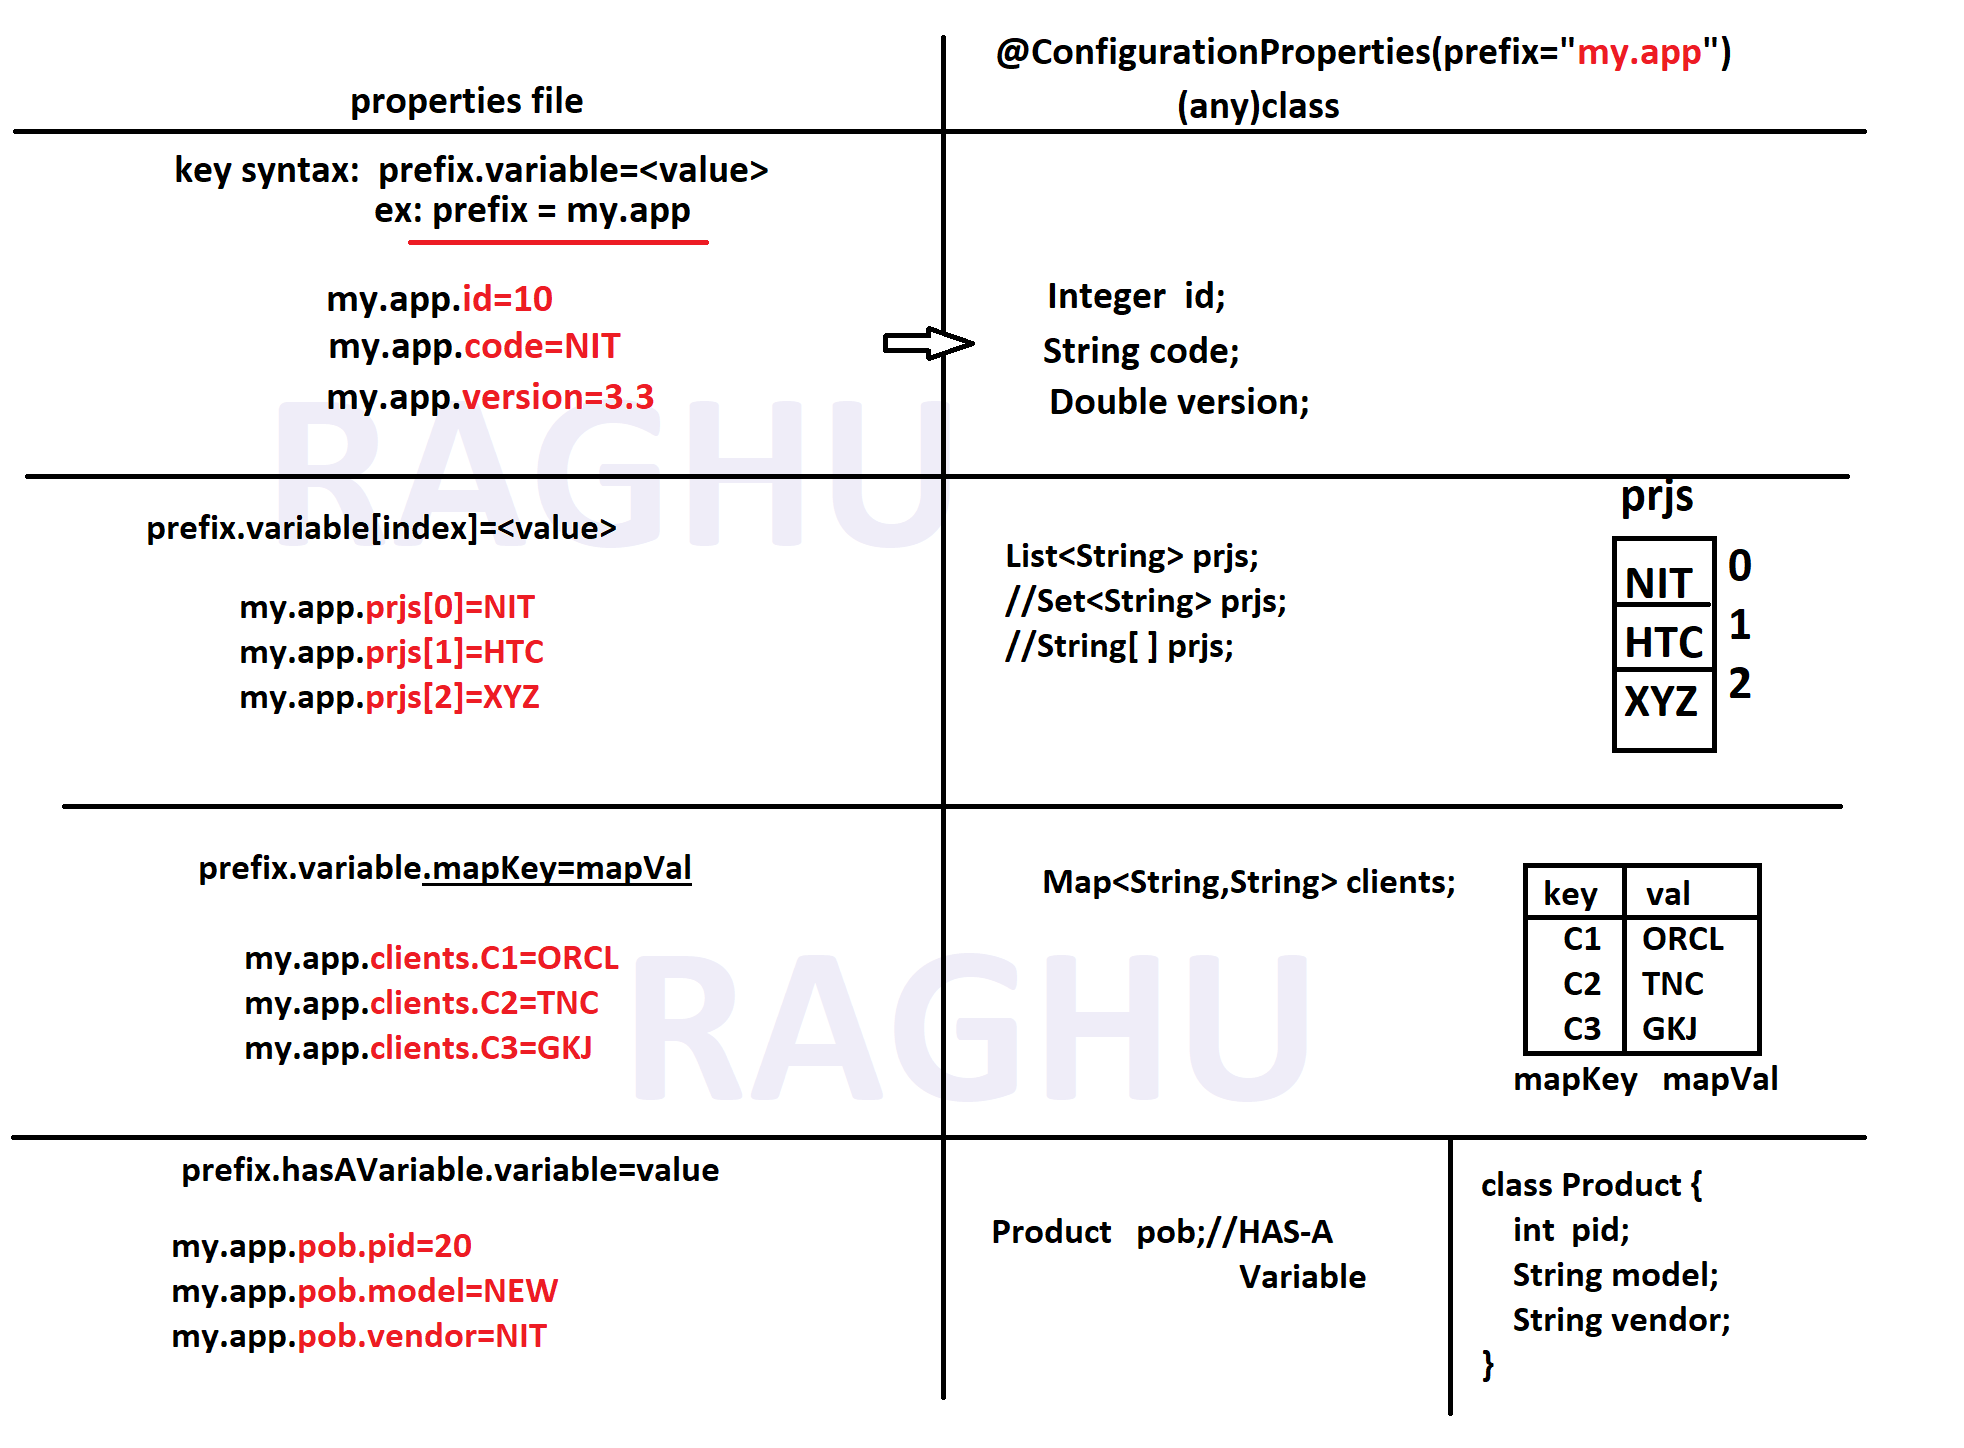 properties file
@ConfigurationProperties(prefix="my.app")
(any)class
key syntax:  prefix.variable=<value>
ex: prefix = my.app
my.app.id=10
my.app.code=NIT
my.app.version=3.3
Integer  id;
String code;
Double version;
RAGHU
prefix.variable[index]=<value>
my.app.prjs[0]=NIT
my.app.prjs[1]=HTC
my.app.prjs[2]=XYZ
List<String> prjs;
//Set<String> prjs;
//String[ ] prjs;
prjs
NIT 0
HTC 1
XYZ 2
prefix.variable.mapKey=mapVal
my.app.clients.C1=ORCL
my.app.clients.C2=TNC
my.app.clients.C3=GKJ
Map<String,String> clients;
key val
C1 ORCL
C2 TNC
C3 GKJ
mapKey mapVal
RAGHU
prefix.hasAVariable.variable=value
my.app.pob.pid=20
my.app.pob.model=NEW
my.app.pob.vendor=NIT
Product   pob;//HAS-A
Variable
class Product {
int  pid;
String model;
String vendor;
}